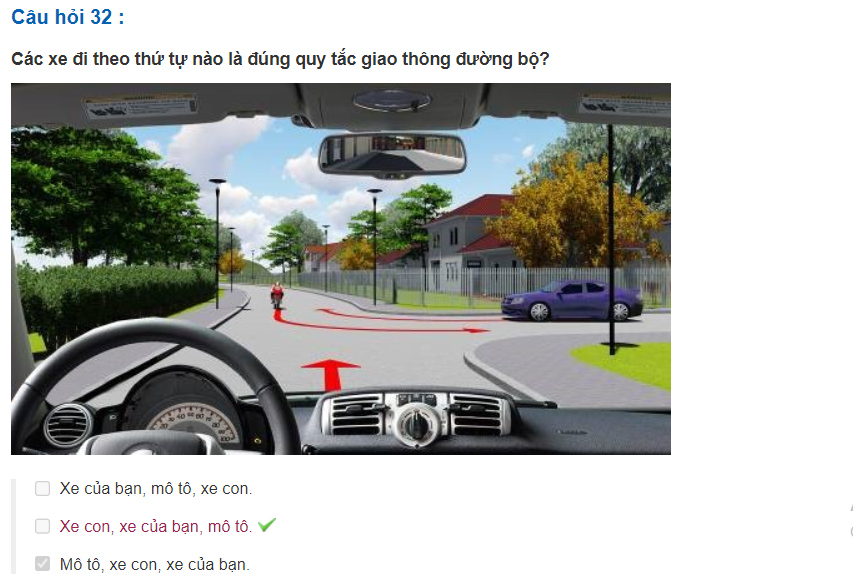 Câu hỏi 32 :
Các xe đi theo thứ tự nào là đúng quy tắc giao thông đường bộ?
Xe của bạn, mô tô, xe con.
Xe con, xe của bạn, mô tô.
Mô tô, xe con, xe của bạn.